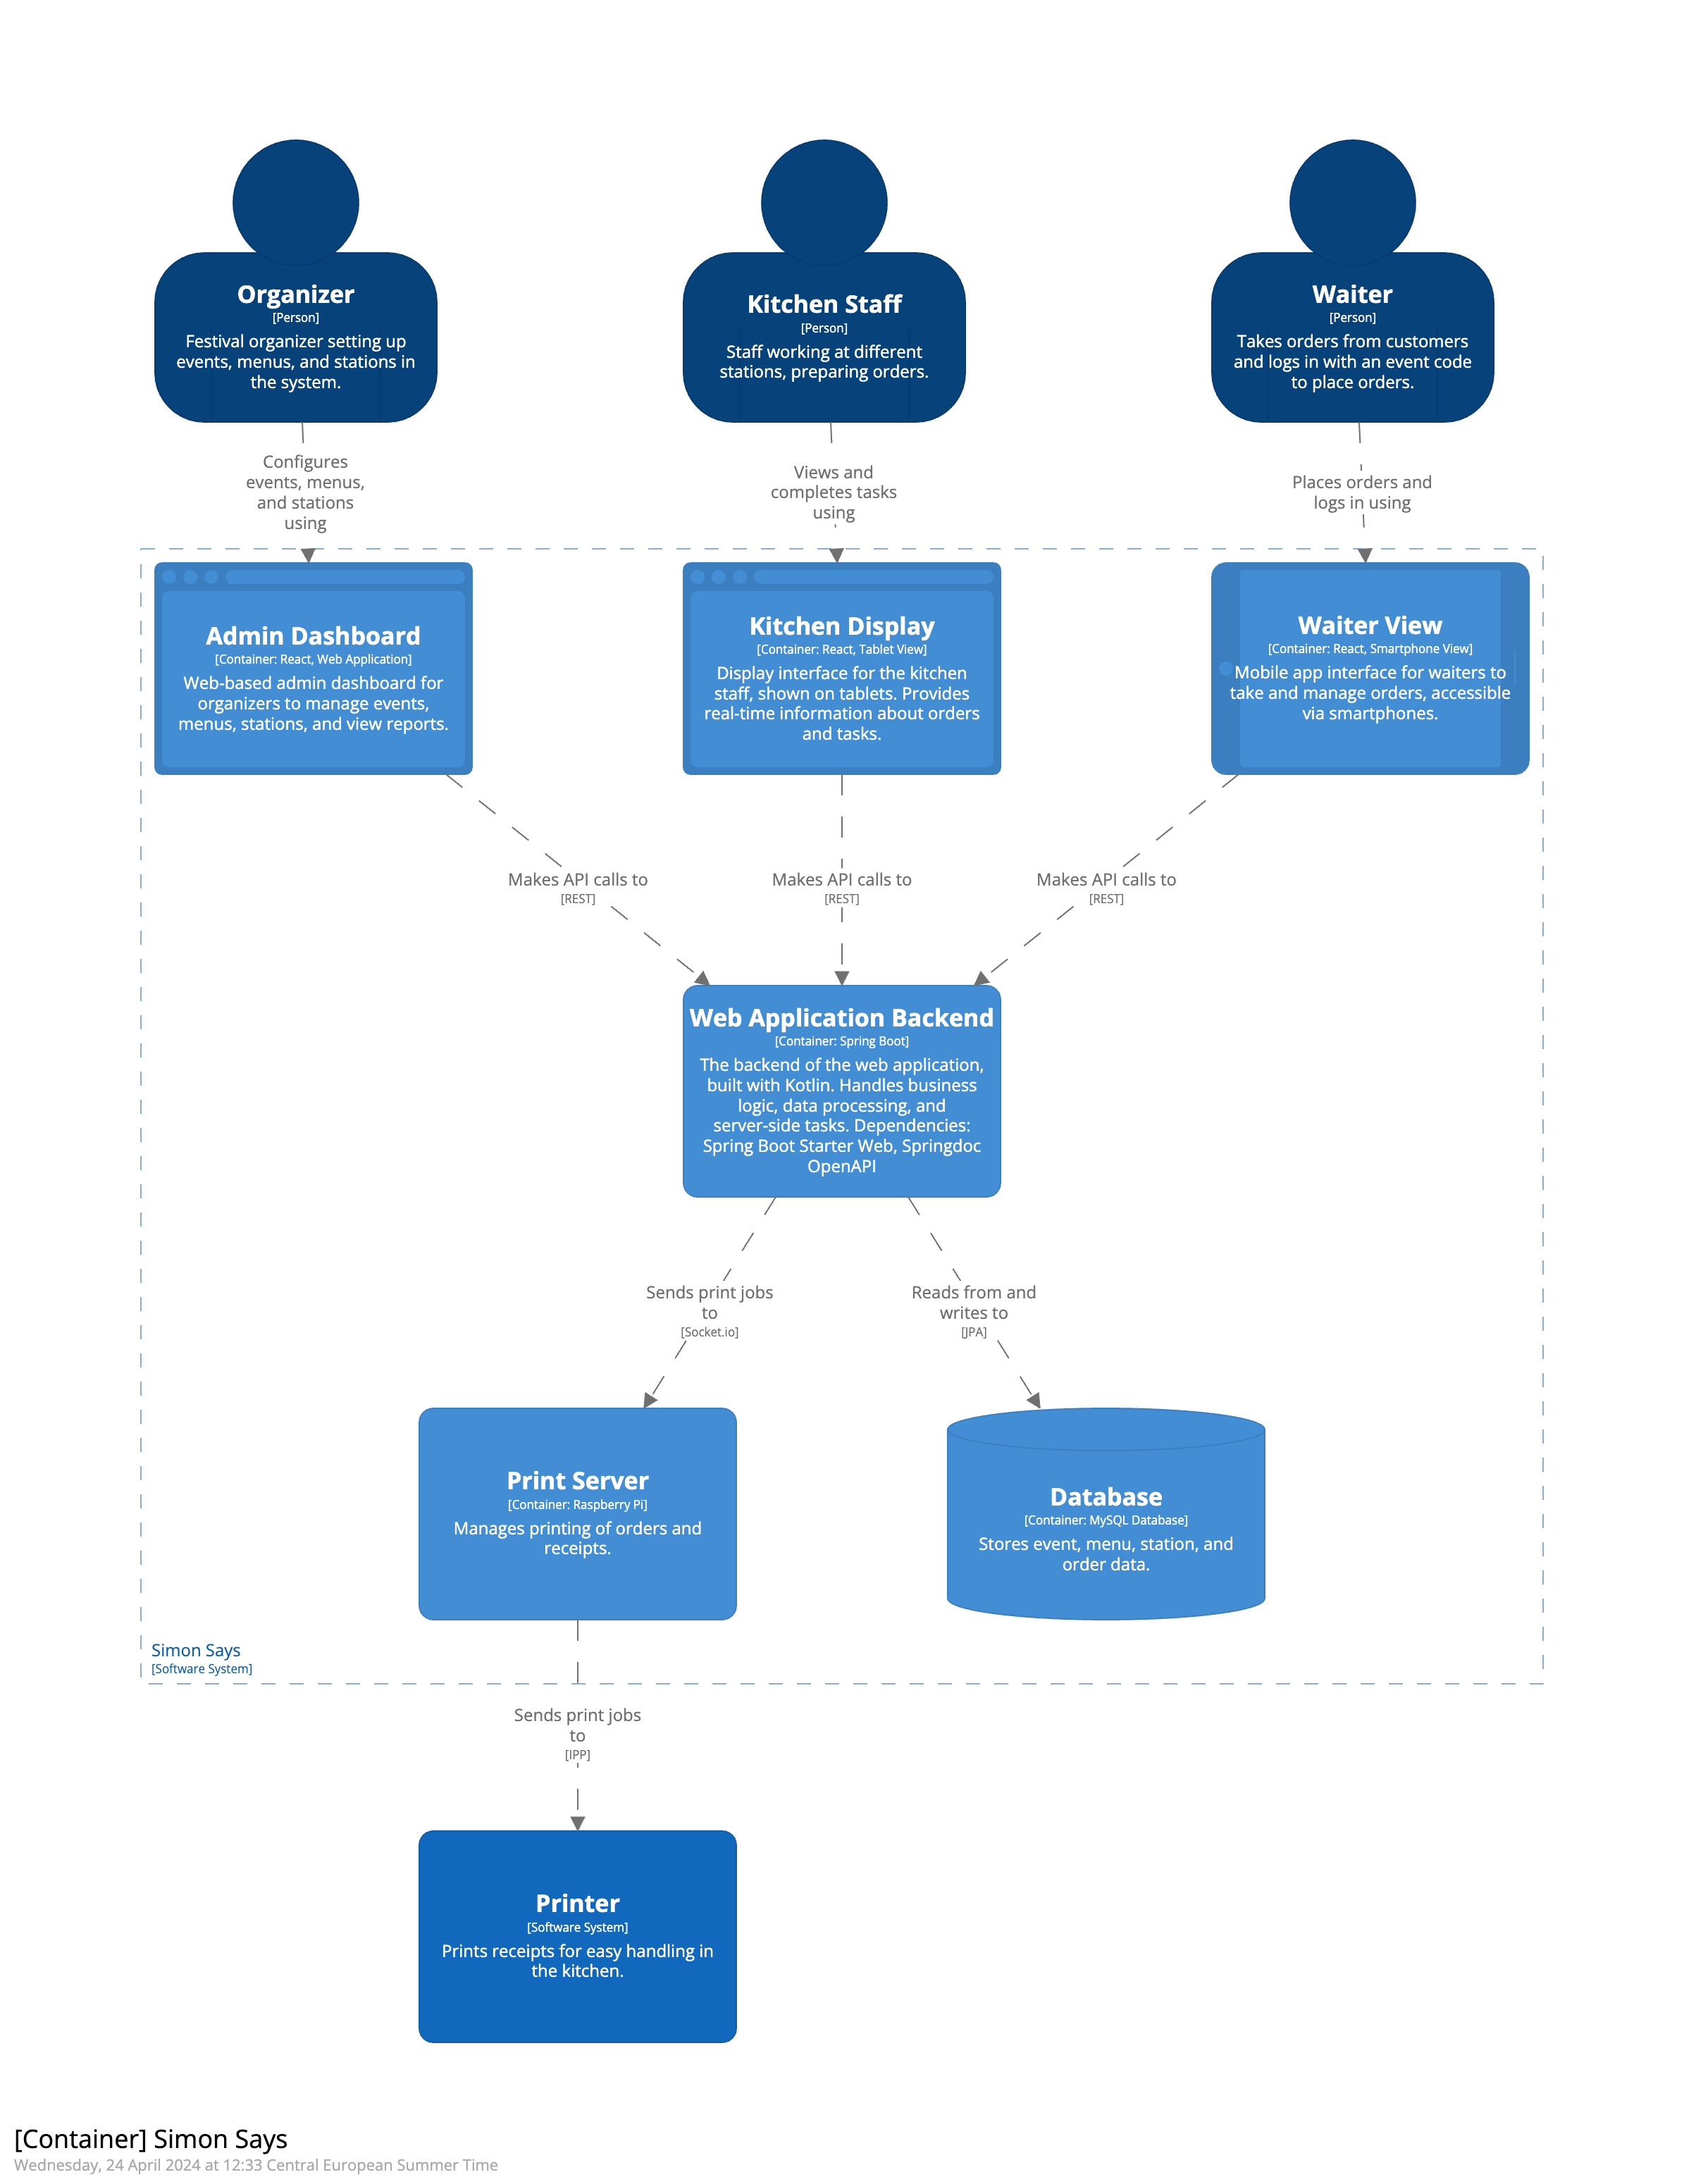 Organizer
[Person]
Festival organizer setting up
events, menus, and stations in
the system.
Kitchen Staff
[Person]
Staff working at different
stations, preparing orders.
Waiter
[Person]
Takes orders from customers
and logs in with an event code
to place orders.
Configures
events, menus,
and stations
using
Views and
completes tasks
using
Places orders and
logs in using
Admin Dashboard
[Container: React, Web Application]
Web-based admin dashboard for
organizers to manage events,
menus, stations, and view reports.
Kitchen Display
[Container: React, Tablet View]
Display interface for the kitchen
staff, shown on tablets. Provides
real-time information about orders
and tasks.
Waiter View
[Container: React, Smartphone View]
Mobile app interface for waiters to
take and manage orders, accessible
via smartphones.
Makes API calls to
[REST]
Makes API calls to
[REST]
Makes API calls to
[REST]
Web Application Backend
[Container: Spring Boot]
The backend of the web application,
built with Kotlin. Handles business
logic, data processing, and
server-side tasks. Dependencies:
Spring Boot Starter Web, Springdoc
OpenAPI
Sends print jobs
to
[Socket.io]
Reads from and
writes to
[JPA]
Print Server
[Container: Raspberry Pi]
Manages printing of orders and
receipts.
Database
[Container: MySQL Database]
Stores event, menu, station, and
order data.
Simon Says
[Software System]
Sends print jobs
to
[IPP]
Printer
[Software System]
Prints receipts for easy handling in
the kitchen.
[Container] Simon Says
Wednesday, 24 April 2024 at 12:33 Central European Summer Time